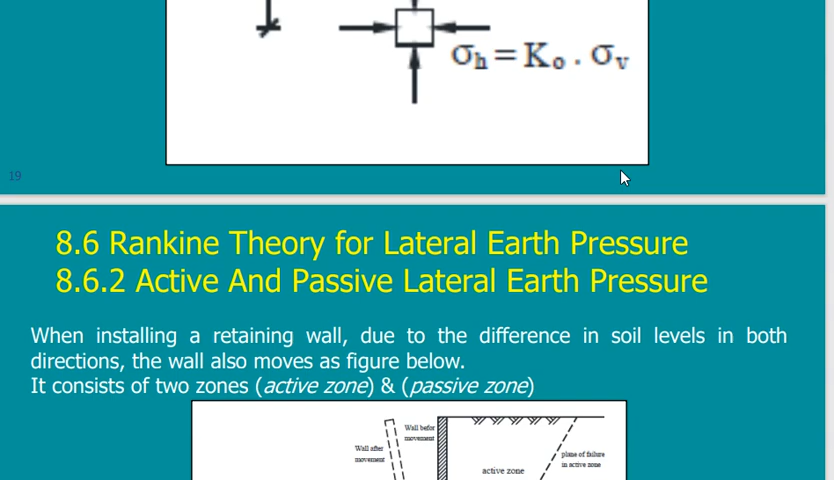 σh = Ko . σv
19
8.6 Rankine Theory for Lateral Earth Pressure
8.6.2 Active And Passive Lateral Earth Pressure
When installing a retaining wall, due to the difference in soil levels in both
directions, the wall also moves as figure below.
It consists of two zones (active zone) & (passive zone)
Wall befor
movement
Wall after
movement
plane of failure
in active zone
active zone